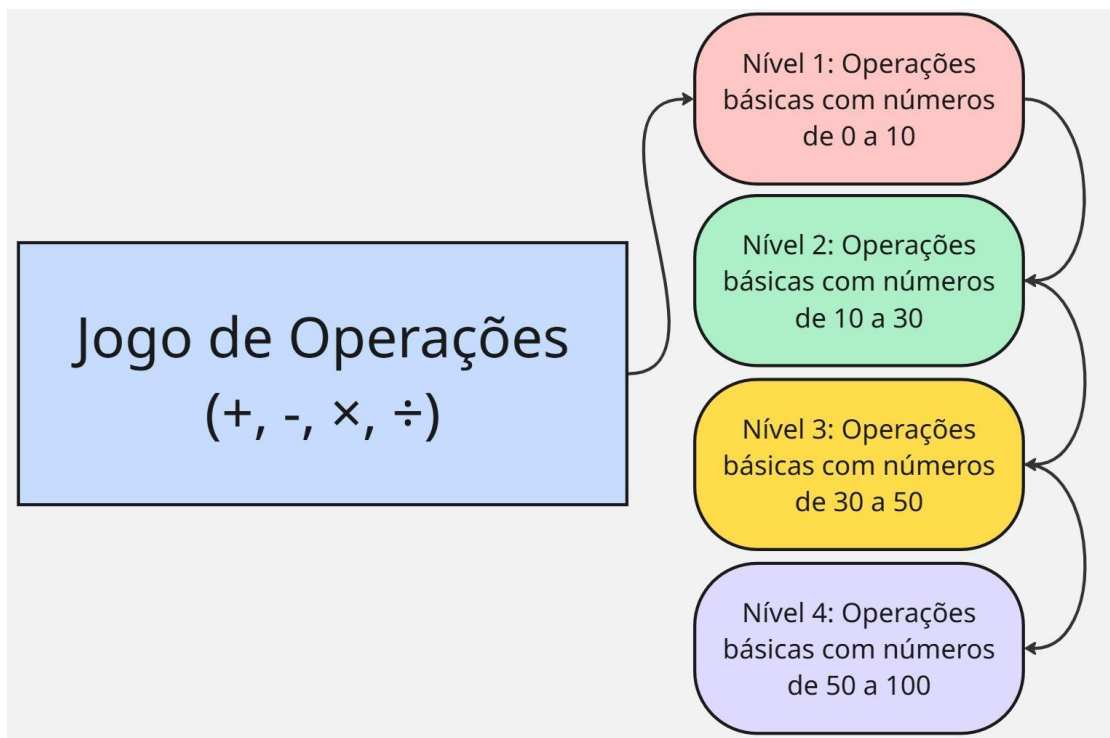 Jogo de Operações
(+, -, ×, ÷)
Nível 1: Operações
básicas com números
de 0 a 10
Nível 2: Operações
básicas com números
de 10 a 30
Nível 3: Operações
básicas com números
de 30 a 50
Nível 4: Operações
básicas com números
de 50 a 100